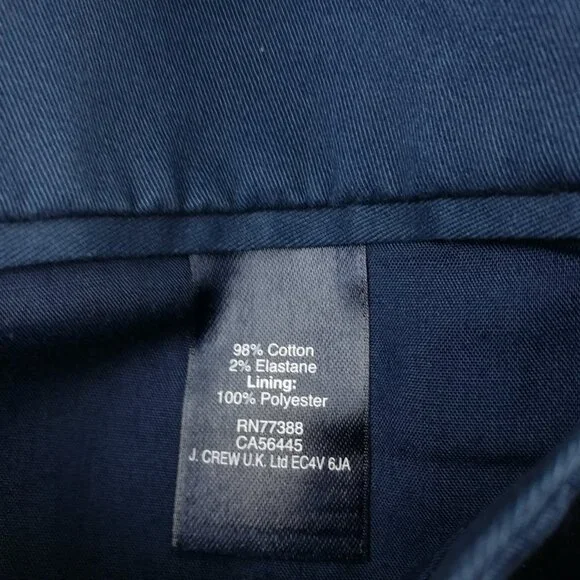 98% Cotton
2% Elastane
Lining:
100% Polyester
RN77388
CA56445
J. CREW U.K. Ltd EC4V 6JA